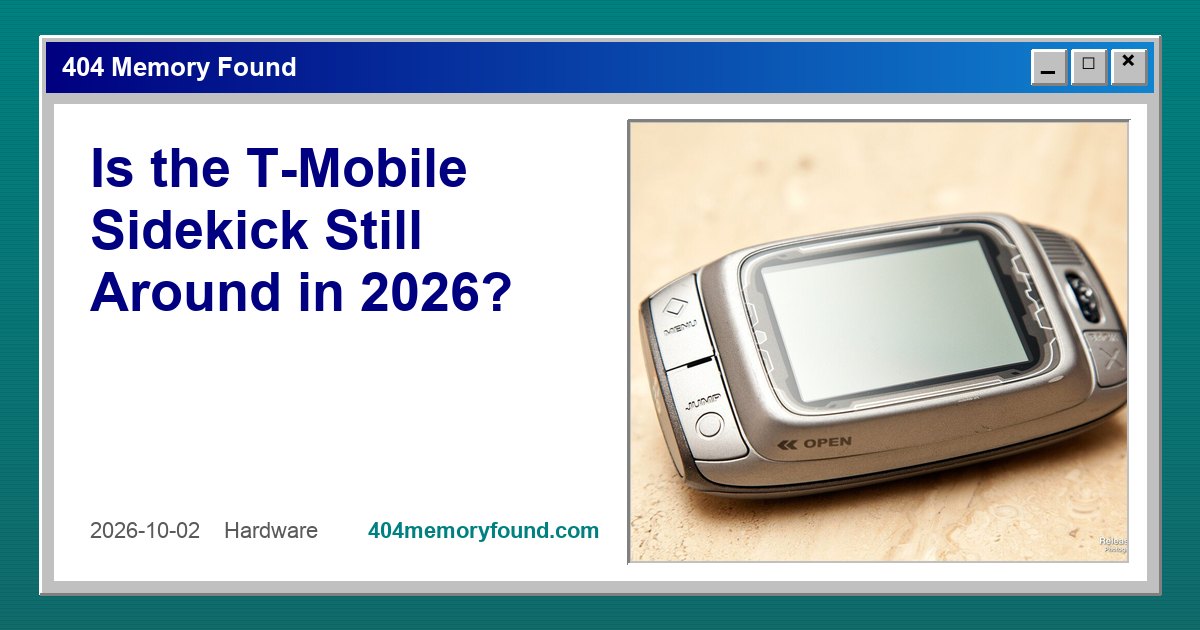 404 Memory Found
Is the T-Mobile
Sidekick Still
Around in 2026?
2026-10-02 Hardware 404memoryfound.com
MENU
JUMP
OPEN